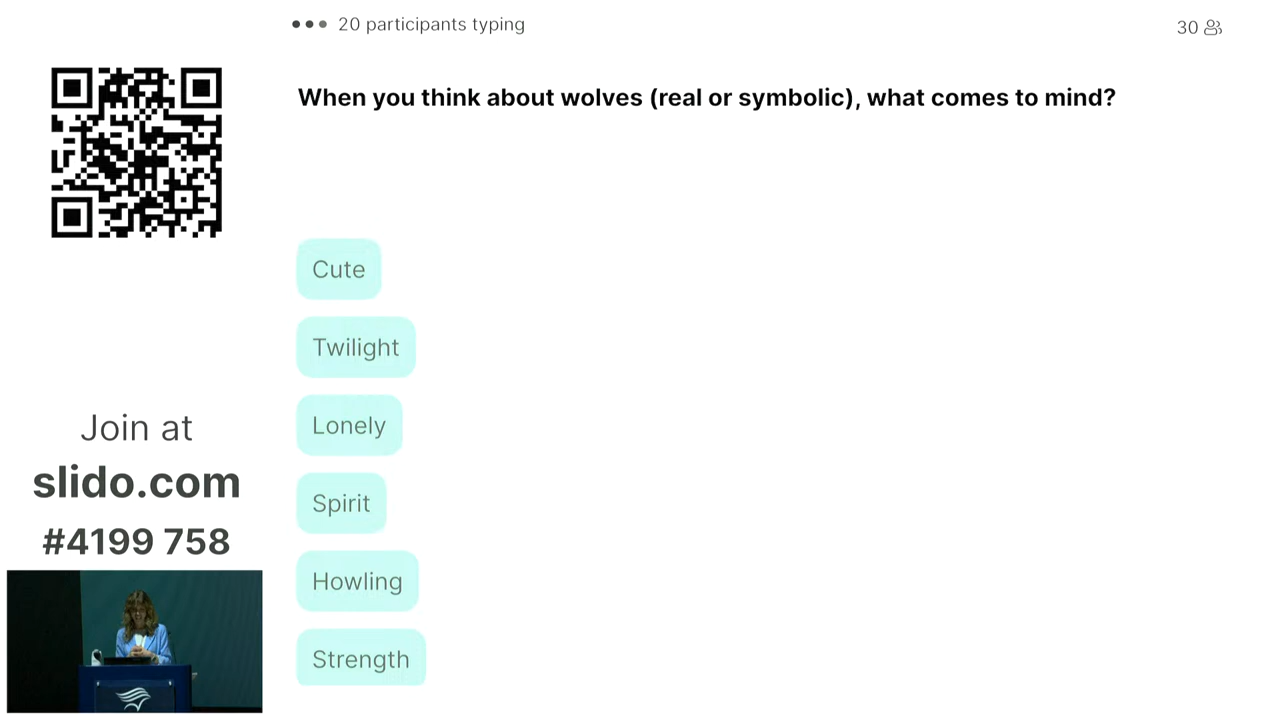 20 participants typing
30
When you think about wolves (real or symbolic), what comes to mind?
Cute
Twilight
Lonely
Spirit
Howling
Strength
Join at
slido.com
#4199 758